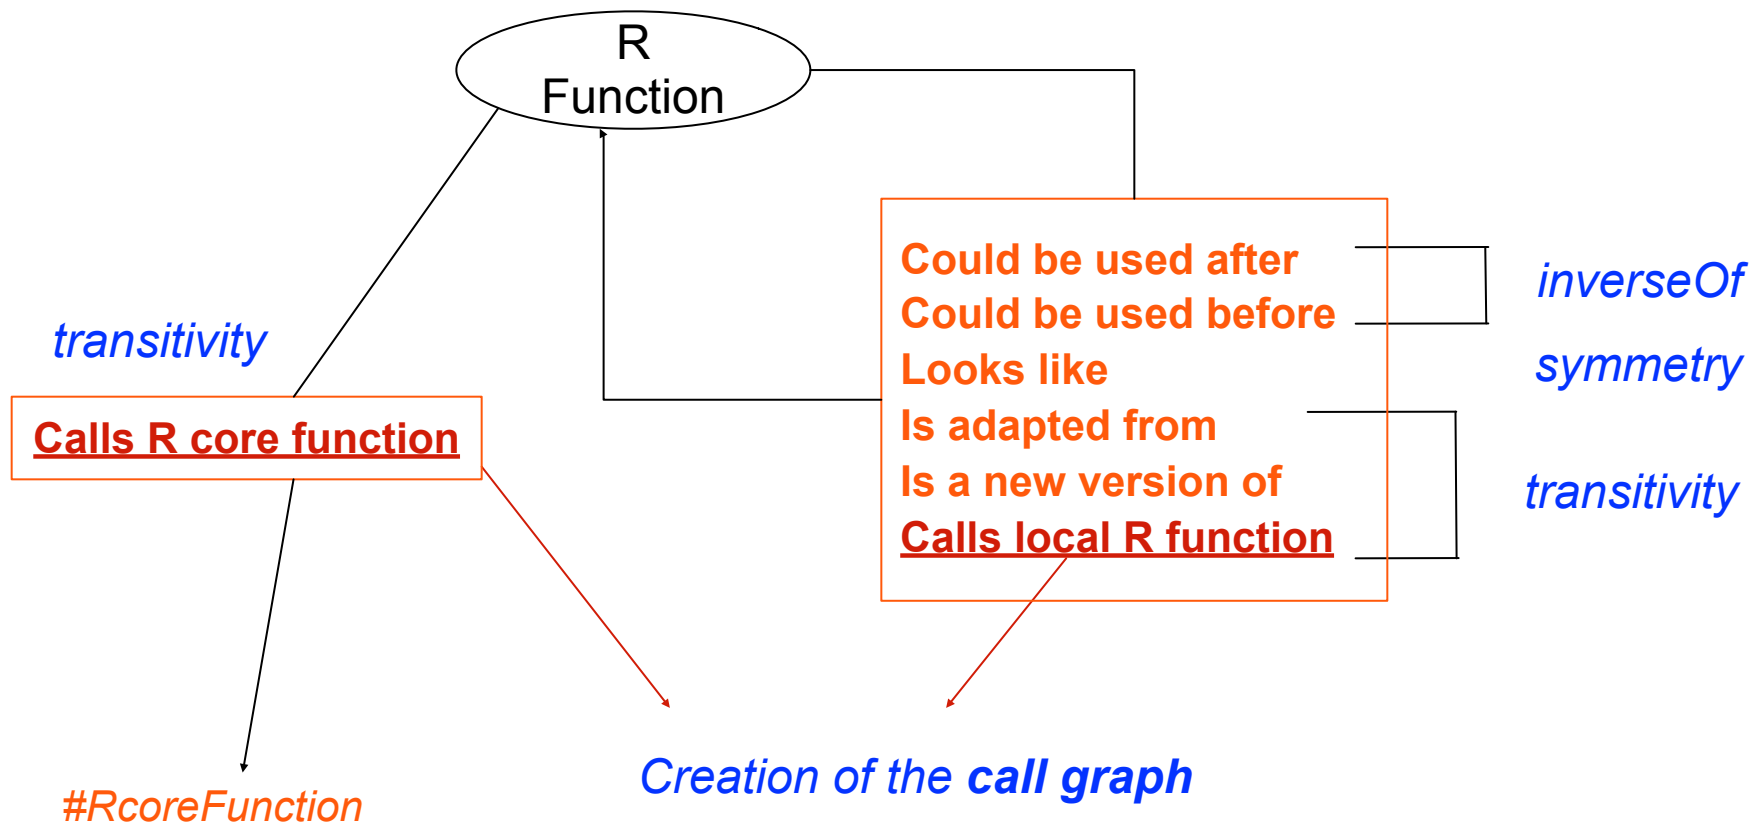 R
Function
Could be used after
Could be used before
Looks like
Is adapted from
Is a new version of
Calls local R function
inverseOf
symmetry
transitivity
transitivity
Calls R core function
Creation of the call graph
#RcoreFunction